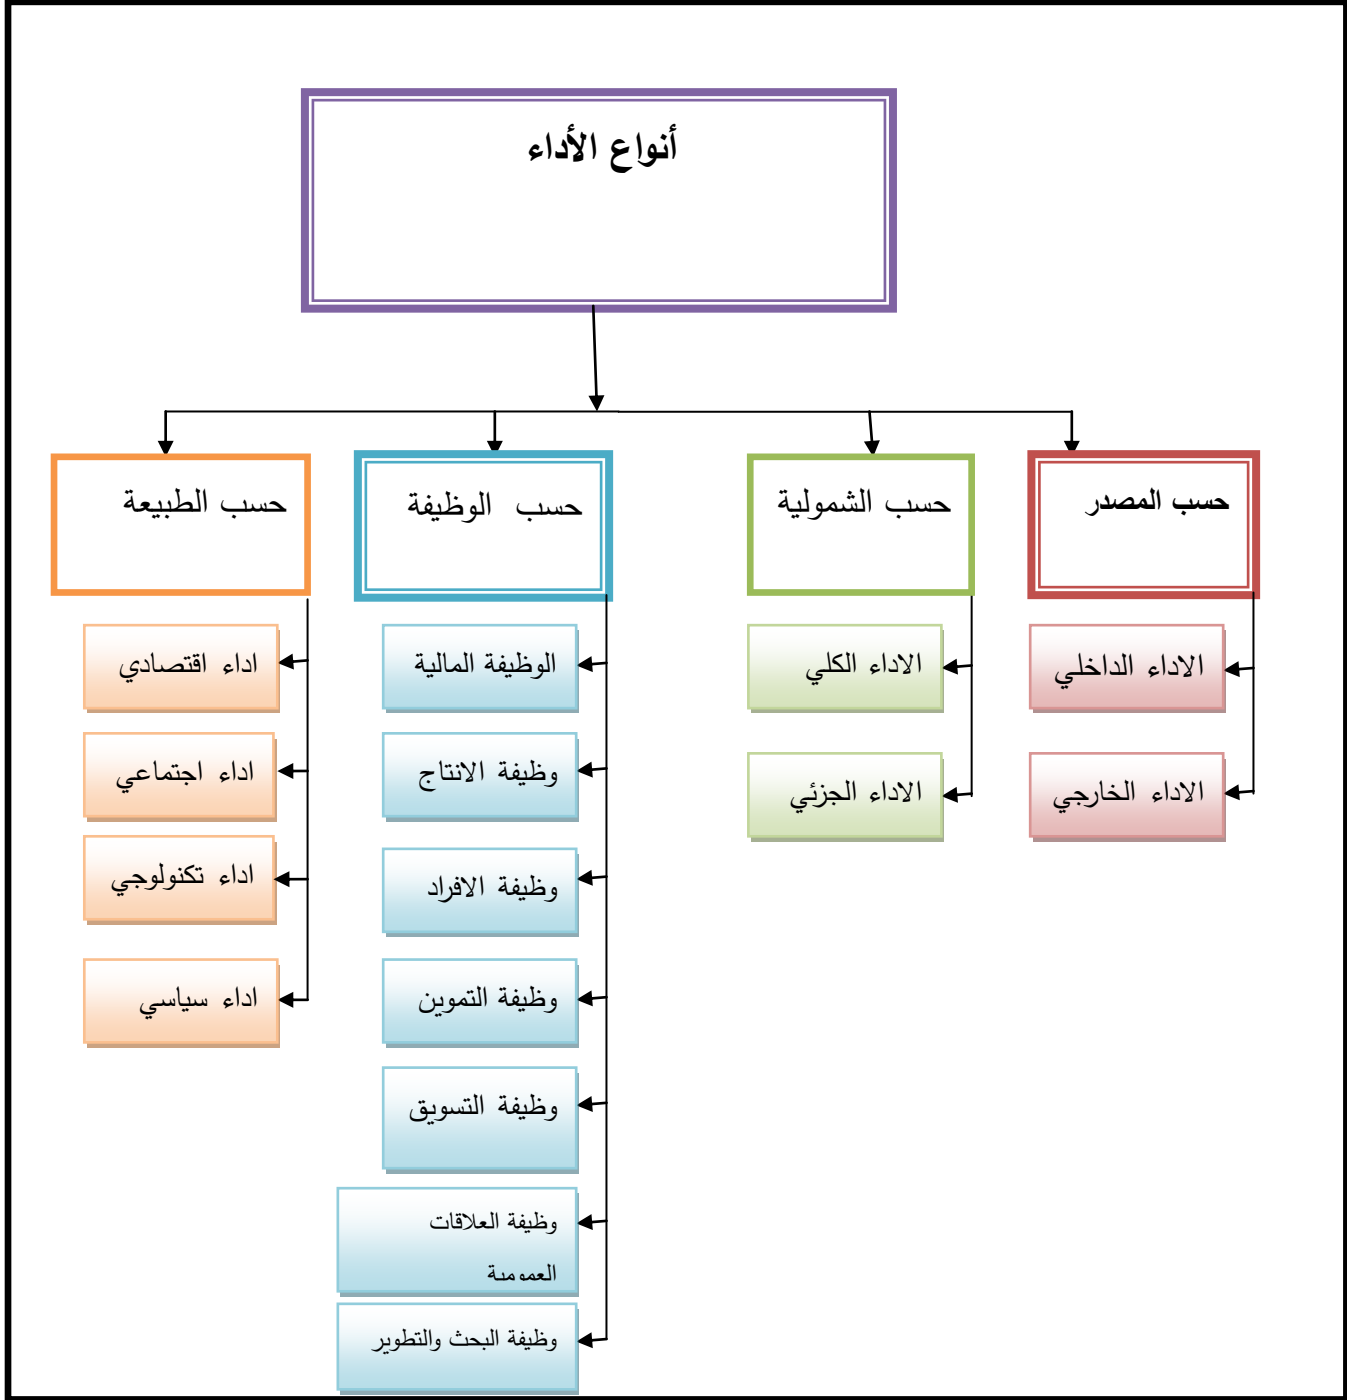 أنواع الأداء
حسب المصدر
حسب الشمولية
حسب الوظيفة
حسب الطبيعة
الاداء الداخلي
الاداء الخارجي
الاداء الكلي
الاداء الجزئي
الوظيفة المالية
وظيفة الانتاج
وظيفة الافراد
وظيفة التموين
وظيفة التسويق
وظيفة العلاقات
العمومية
وظيفة البحث والتطوير
اداء اقتصادي
اداء اجتماعي
اداء تكنولوجي
اداء سياسي